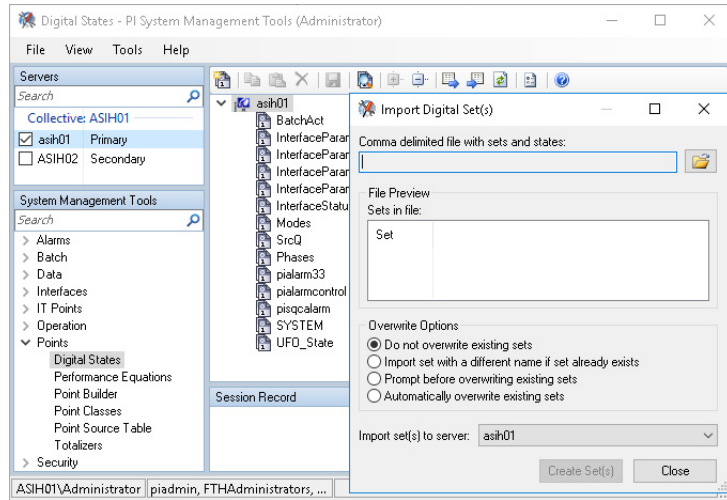 Digital States - PI System Management Tools (Administrator)
File View Tools Help
Servers
Search
Collective: ASIH01
asih01 Primary
ASIH02 Secondary
System Management Tools
Search
Alarms
Batch
Data
Interfaces
IT Points
Operation
Points
Digital States
Performance Equations
Point Builder
Point Classes
Point Source Table
Totalizers
Security
asih01
BatchAct
InterfaceParar
InterfaceParar
InterfaceParar
InterfaceParar
InterfaceStatu
Modes
SrcQ
Phases
pialarm33
pialarmcontrol
pisqcalarm
SYSTEM
UFO_State
Session Record
Import Digital Set(s)
Comma delimited file with sets and states:
File Preview
Sets in file:
Set
Overwrite Options
Do not overwrite existing sets
Import set with a different name if set already exists
Prompt before overwriting existing sets
Automatically overwrite existing sets
Import set(s) to server: asih01
Create Set(s) Close
ASIH01\Administrator piadmin, FTHAdministrators, ...